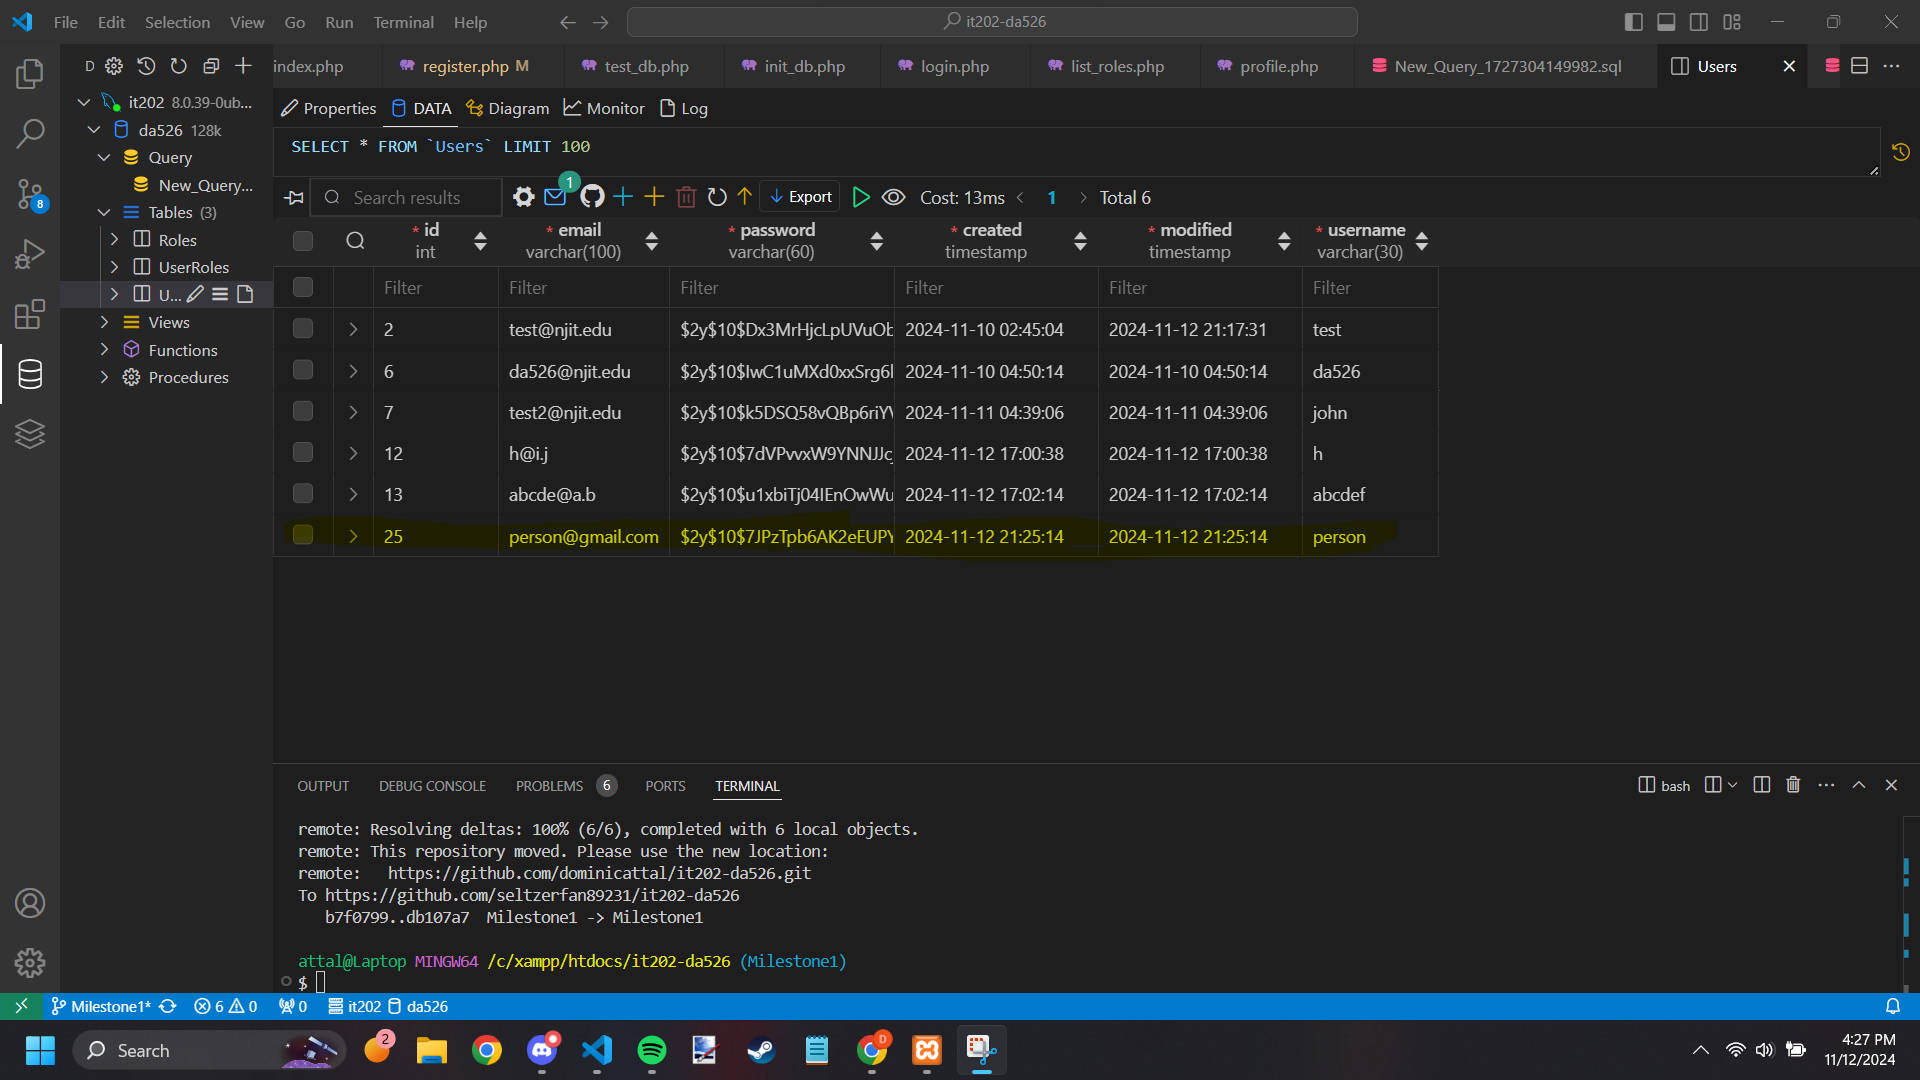 File Edit Selection View Go Run Terminal Help
it202-da526
D
index.php
register.php M
test_db.php
init_db.php
login.php
list_roles.php
profile.php
New_Query_1727304149982.sql
Users
it202 8.0.39-0ub...
da526 128k
Query
New_Query...
Tables (3)
Roles
UserRoles
U...
Views
Functions
Procedures
8
Properties DATA Diagram Monitor Log
SELECT * FROM `Users` LIMIT 100
Search results 1 Export Cost: 13ms 1 Total 6
* id * email * password * created * modified * username
int varchar(100) varchar(60) timestamp timestamp varchar(30)
Filter Filter Filter Filter Filter Filter
2 test@njit.edu $2y$10$Dx3MrHjcLpUVuOb 2024-11-10 02:45:04 2024-11-12 21:17:31 test
6 da526@njit.edu 2024-11-10 04:50:14 2024-11-10 04:50:14 da526
7 test2@njit.edu $2y$10$k5DSQ58vQBp6riY 2024-11-11 04:39:06 2024-11-11 04:39:06 john
12 h@i.j $2y$10$7dVPvvxW9YNNJJc 2024-11-12 17:00:38 2024-11-12 17:00:38 h
13 abcde@a.b 2024-11-12 17:02:14 2024-11-12 17:02:14 abcdef
25 person@gmail.com $2y$10$7JPzTpb6AK2eEUPY 2024-11-12 21:25:14 2024-11-12 21:25:14 person
OUTPUT DEBUG CONSOLE PROBLEMS 6 PORTS TERMINAL
bash
remote: Resolving deltas: 100% (6/6), completed with 6 local objects.
remote: This repository moved. Please use the new location:
remote:   https://github.com/dominicattal/it202-da526.git
To https://github.com/seltzerfan89231/it202-da526
   b7f0799..db107a7  Milestone1 -> Milestone1
attal@Laptop MINGW64 /c/xampp/htdocs/it202-da526 (Milestone1)
$
Milestone1* 6 0 0 it202 da526
Search
2
D
4:27 PM
11/12/2024